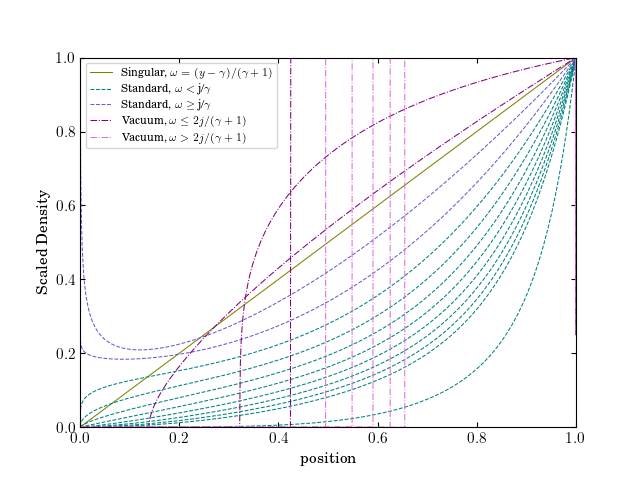 1.0
0.8
0.6
0.4
0.2
0.0
Scaled Density
Singular, ω = (y − γ)/(γ + 1)
Standard, ω < j/γ
Standard, ω ≥ j/γ
Vacuum, ω ≤ 2j/(γ + 1)
Vacuum, ω > 2j/(γ + 1)
0.0 0.2 0.4 0.6 0.8 1.0
position